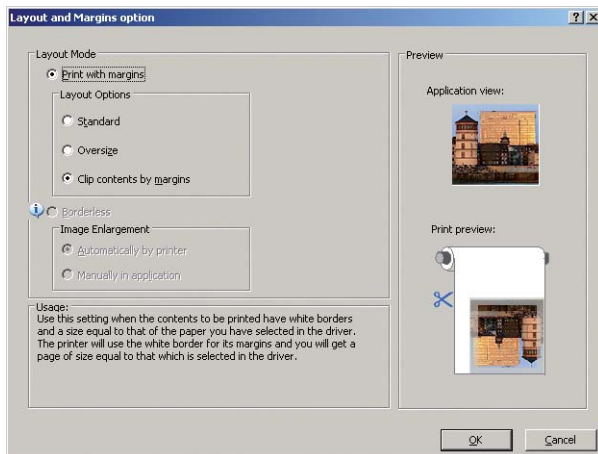 Layout and Margins option
Layout Mode
Print with margins
Layout Options
Standard
Oversize
Clip contents by margins
Borderless
Image Enlargement
Automatically by printer
Manually in application
Usage:
Use this setting when the contents to be printed have white borders
and a size equal to that of the paper you have selected in the driver.
The printer will use the white border for its margins and you will get a
page of size equal to that which is selected in the driver.
Preview
Application view:
Print preview:
OK
Cancel